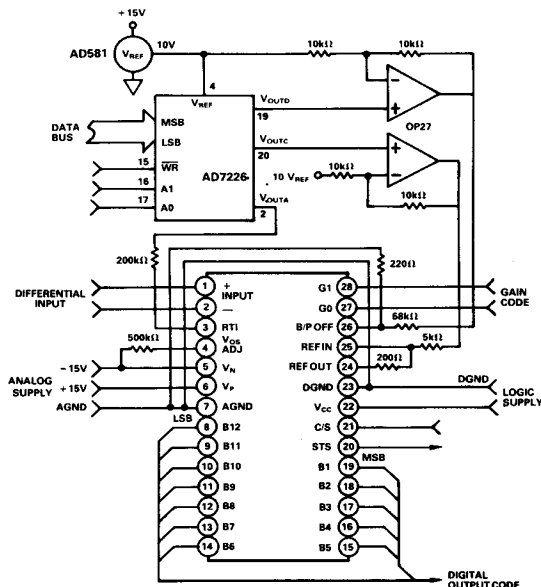 + 15V
AD581
VREF
10V
10kΩ
10kΩ
4
VREF
DATA BUS
MSB
LSB
15
WR
16
A1
17
A0
AD7226
VOUTD
19
VOUTC
20
VOUTA
2
OP27
10 VREF
10kΩ
10kΩ
200kΩ
220Ω
DIFFERENTIAL INPUT
1
+
INPUT
2
–
3
RTI
500kΩ
4
VOS ADJ
– 15V
5
VN
ANALOG SUPPLY
+15V
6
VP
AGND
7
AGND
LSB
8
B12
9
B11
10
B10
11
B9
12
B8
13
B7
14
B6
G1
28
GAIN CODE
G0
27
B/P OFF
26
68kΩ
REF IN
25
5kΩ
REF OUT
24
200Ω
DGND
23
DGND
VCC
22
LOGIC SUPPLY
C/S
21
STS
20
MSB
B1
19
B2
18
B3
17
B4
16
B5
15
DIGITAL OUTPUT CODE